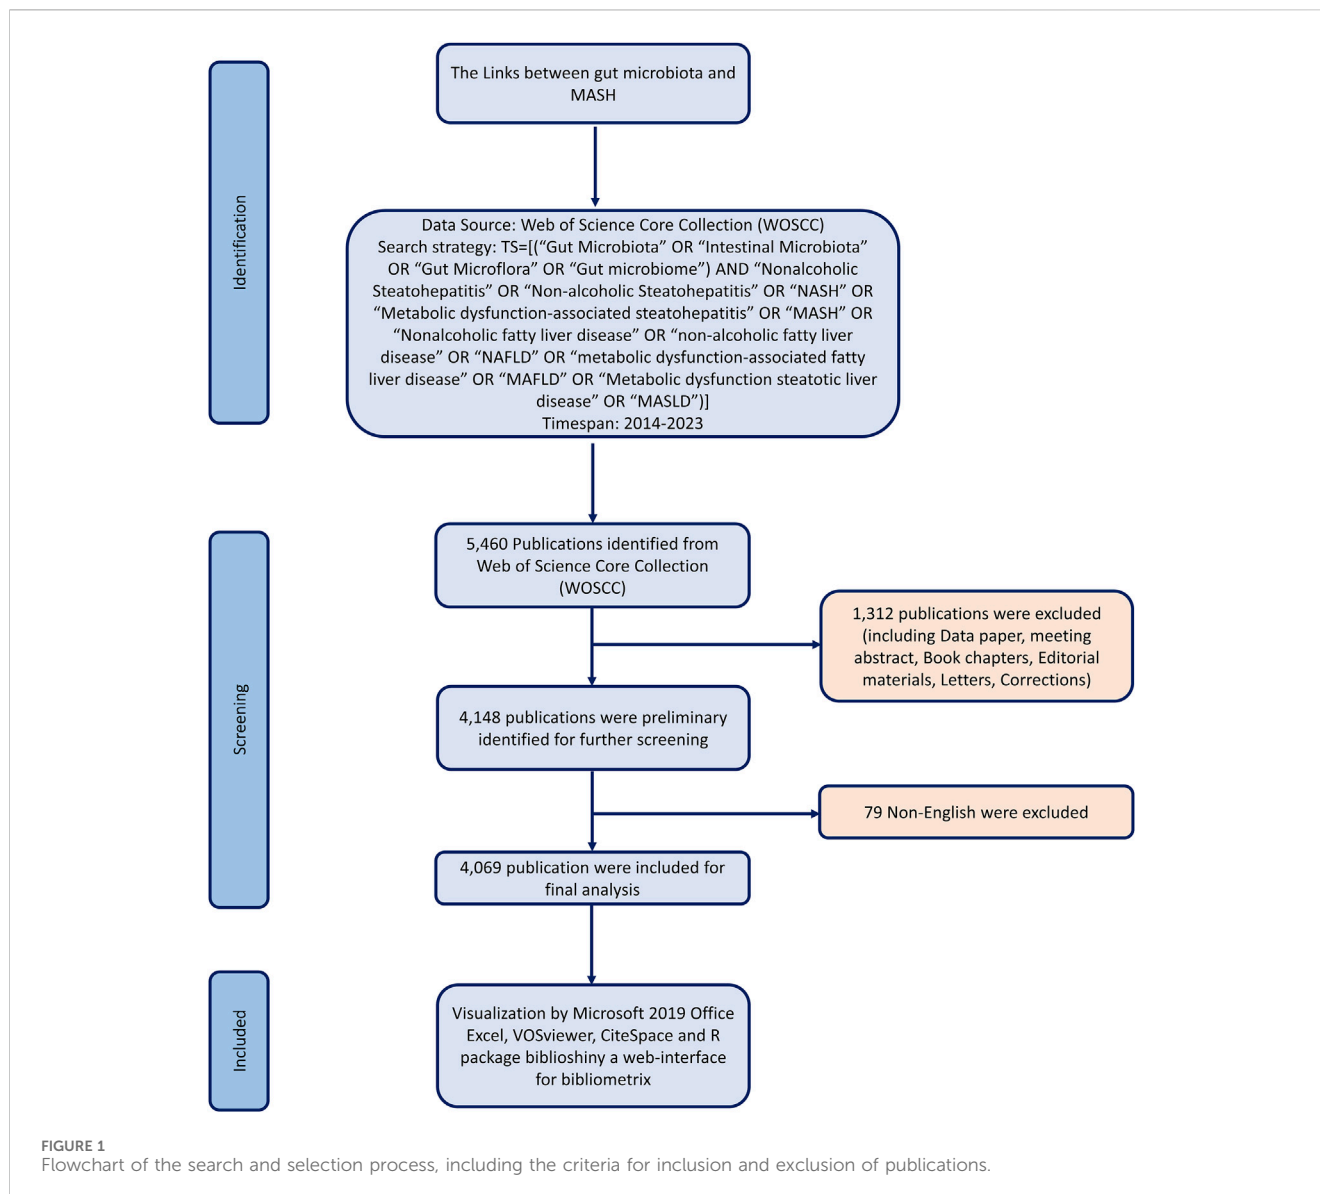 The Links between gut microbiota and
MASH
Identification
Data Source: Web of Science Core Collection (WOSCC)
Search strategy: TS=[(“Gut Microbiota” OR “Intestinal Microbiota”
OR “Gut Microflora” OR “Gut microbiome”) AND “Nonalcoholic
Steatohepatitis” OR “Non-alcoholic Steatohepatitis” OR “NASH” OR
“Metabolic dysfunction-associated steatohepatitis” OR “MASH” OR
“Nonalcoholic fatty liver disease” OR “non-alcoholic fatty liver
disease” OR “NAFLD” OR “metabolic dysfunction-associated fatty
liver disease” OR “MAFLD” OR “Metabolic dysfunction steatotic liver
disease” OR “MASLD”)]
Timespan: 2014-2023
Screening
5,460 Publications identified from
Web of Science Core Collection
(WOSCC)
1,312 publications were excluded
(including Data paper, meeting
abstract, Book chapters, Editorial
materials, Letters, Corrections)
4,148 publications were preliminary
identified for further screening
79 Non-English were excluded
4,069 publication were included for
final analysis
Included
Visualization by Microsoft 2019 Office
Excel, VOSviewer, CiteSpace and R
package biblioshiny a web-interface
for bibliometrix
FIGURE 1
Flowchart of the search and selection process, including the criteria for inclusion and exclusion of publications.